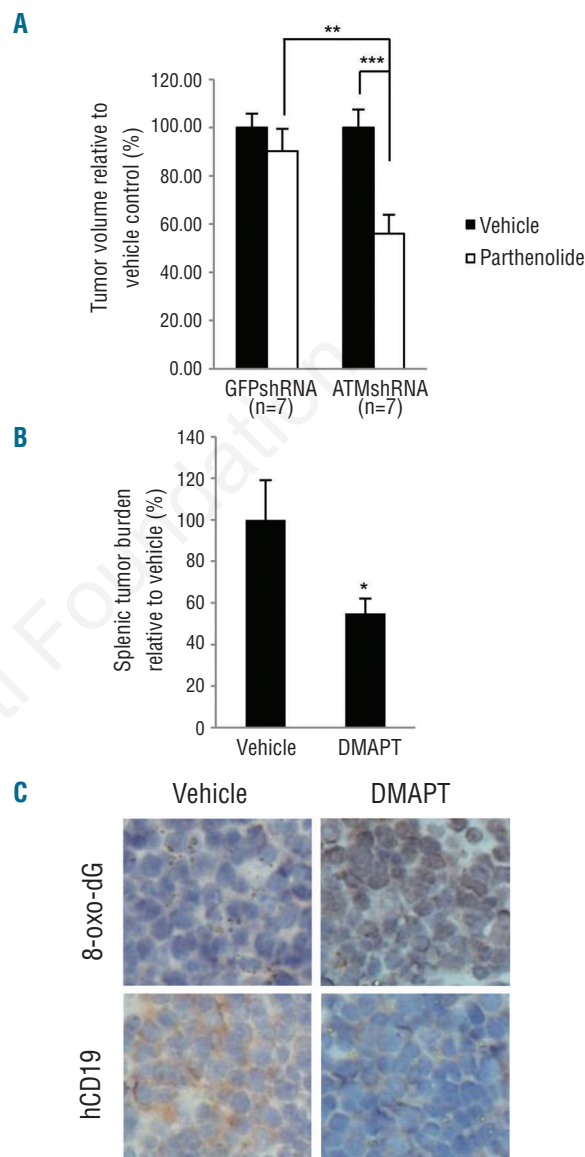 A
**
***
120.00
100.00
80.00
60.00
40.00
20.00
0.00
Tumor volume relative to
vehicle control (%)
Vehicle
Parthenolide
GFPshRNA
(n=7)
ATMshRNA
(n=7)
B
140
120
100
80
60
40
20
0
Splenic tumor burden
relative to vehicle (%)
*
Vehicle
DMAPT
C
Vehicle
DMAPT
8-oxo-dG
hCD19
Foundation